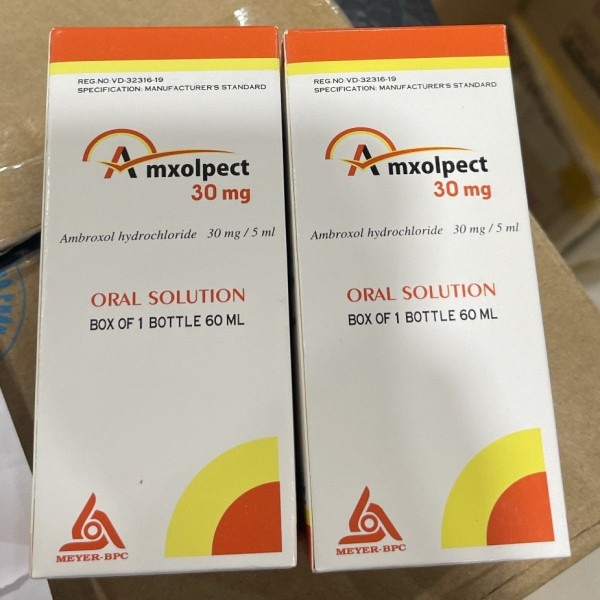 REG.NO.VD-32316-19
SPECIFICATION: MANUFACTURER'S STANDARD
Amxolpect
30 mg
Ambroxol hydrochloride 30 mg / 5 ml
ORAL SOLUTION
BOX OF 1 BOTTLE 60 ML
MEYER-BPC
REG.NO.VD-32316-19
SPECIFICATION: MANUFACTURER'S STANDARD
Amxolpect
30 mg
Ambroxol hydrochloride 30 mg / 5 ml
ORAL SOLUTION
BOX OF 1 BOTTLE 60 ML
MEYER-BPC